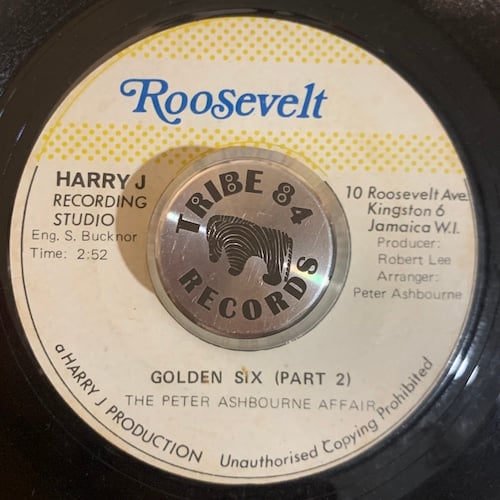 Roosevelt
HARRY J
RECORDING
STUDIO
Eng. S. Bucknor
Time: 2:52
TRIBE 84
RECORDS
10 Roosevelt Ave.
Kingston 6
Jamaica W.I.
Producer:
Robert Lee
Arranger:
Peter Ashbourne
GOLDEN SIX (PART 2)
THE PETER ASHBOURNE AFFAIR
a HARRY J PRODUCTION
Unauthorised Copying Prohibited